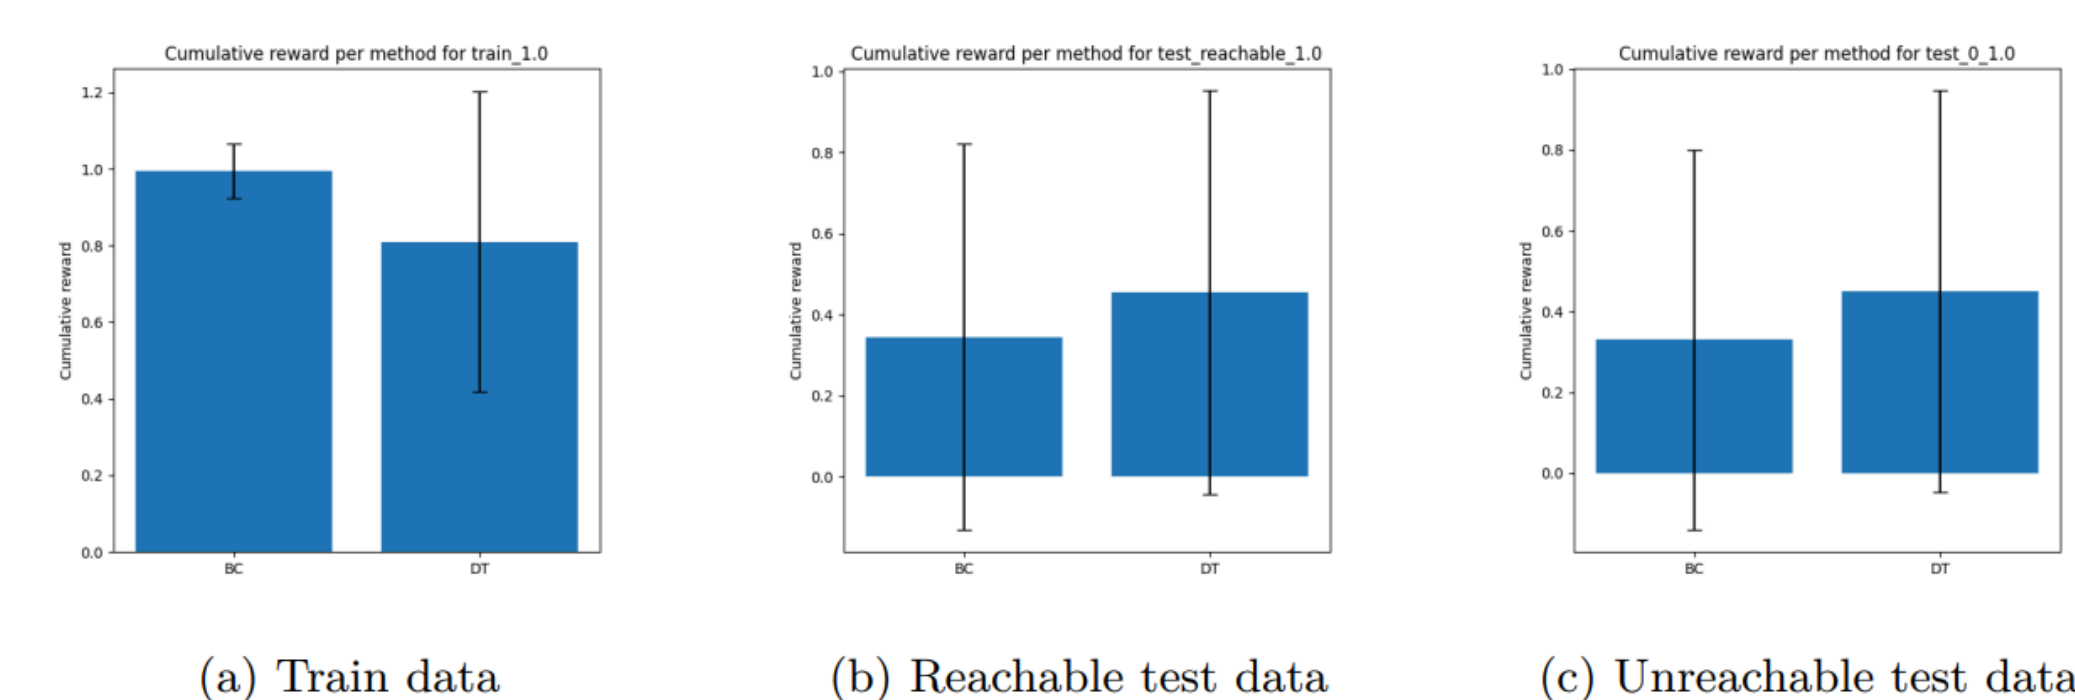 Cumulative reward per method for train_1.0
Cumulative reward
1.2
1.0
0.8
0.6
0.4
0.2
0.0
BC
DT
(a) Train data
Cumulative reward per method for test_reachable_1.0
Cumulative reward
1.0
0.8
0.6
0.4
0.2
0.0
BC
DT
(b) Reachable test data
Cumulative reward per method for test_0_1.0
Cumulative reward
1.0
0.8
0.6
0.4
0.2
0.0
BC
DT
(c) Unreachable test data